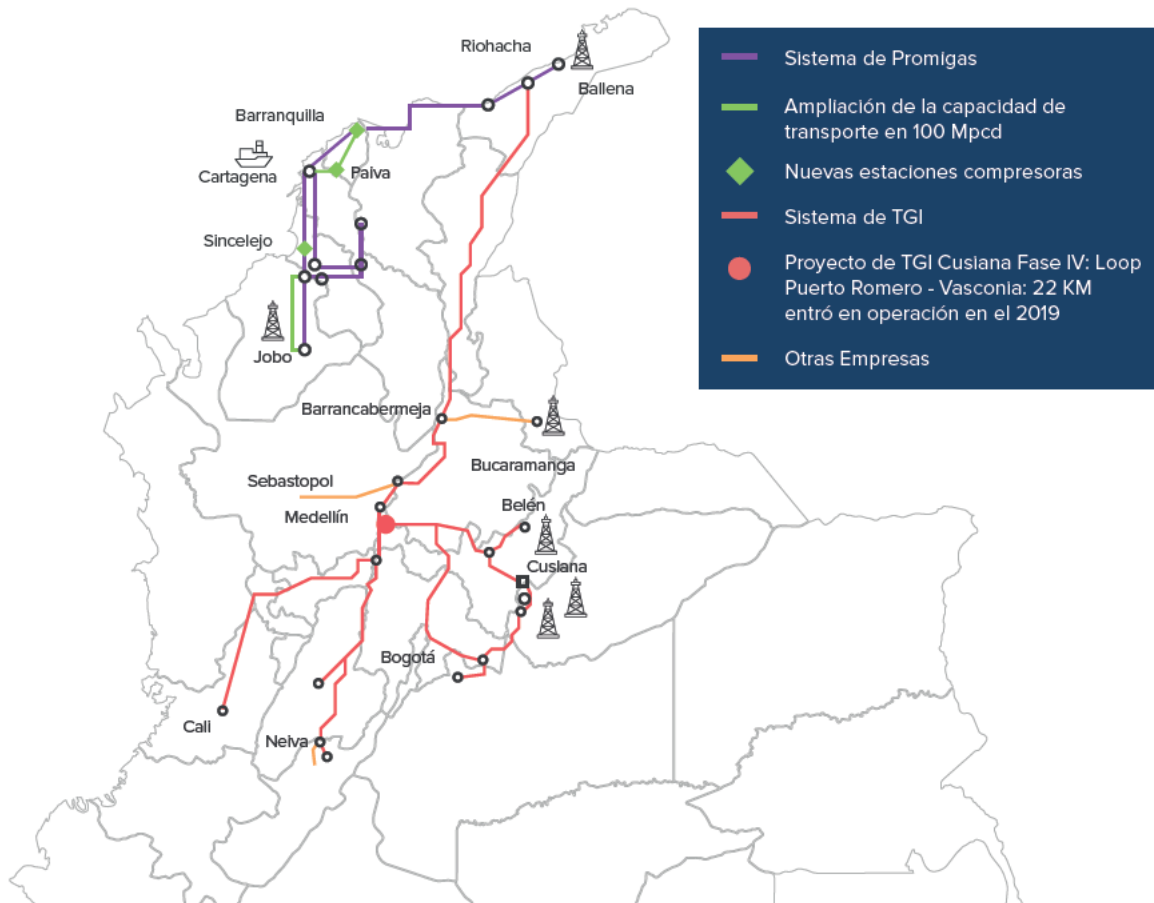 Riohacha
Ballena
Barranquilla
Cartagena
Paiva
Sincelejo
Jobo
Barrancabermeja
Bucaramanga
Sebastopol
Medellín
Belén
Cusiana
Bogotá
Cali
Neiva
Sistema de Promigas
Ampliación de la capacidad de
transporte en 100 Mpcd
Nuevas estaciones compresoras
Sistema de TGI
Proyecto de TGI Cusiana Fase IV: Loop
Puerto Romero - Vasconia: 22 KM
entró en operación en el 2019
Otras Empresas